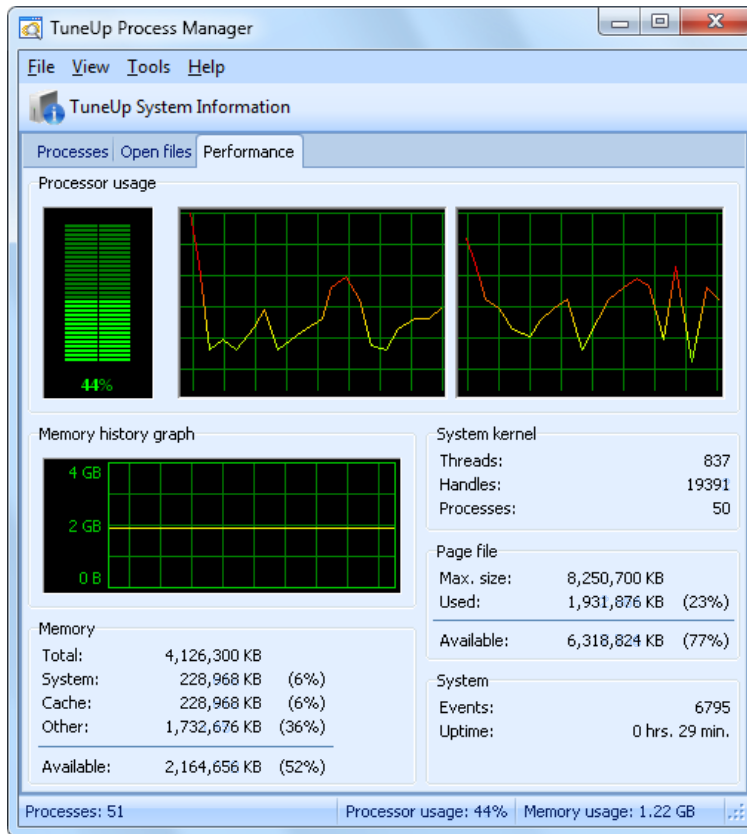 TuneUp Process Manager
File View Tools Help
TuneUp System Information
Processes Open files Performance
Processor usage
44%
Memory history graph
4 GB
2 GB
0 B
System kernel
Threads: 837
Handles: 19391
Processes: 50
Page file
Max. size: 8,250,700 KB
Used: 1,931,876 KB (23%)
Available: 6,318,824 KB (77%)
Memory
Total: 4,126,300 KB
System: 228,968 KB (6%)
Cache: 228,968 KB (6%)
Other: 1,732,676 KB (36%)
Available: 2,164,656 KB (52%)
System
Events: 6795
Uptime: 0 hrs. 29 min.
Processes: 51 Processor usage: 44% Memory usage: 1.22 GB